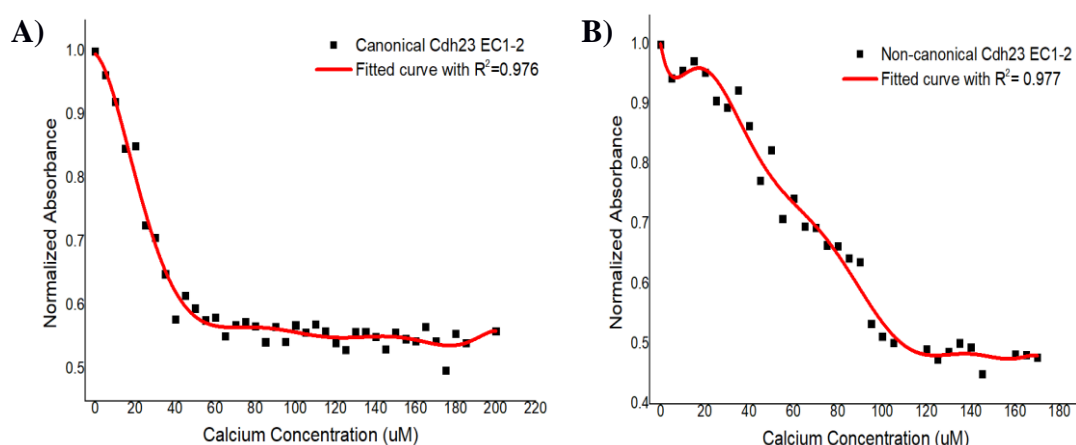 A)
Canonical Cdh23 EC1-2
Fitted curve with R²=0.976
Normalized Absorbance
1.0
0.9
0.8
0.7
0.6
0.5
0 20 40 60 80 100 120 140 160 180 200 220
Calcium Concentration (uM)
B)
Non-canonical Cdh23 EC1-2
Fitted curve with R²= 0.977
Normalized Absorbance
1.0
0.9
0.8
0.7
0.6
0.5
0.4
0 20 40 60 80 100 120 140 160 180
Calcium Concentration (uM)